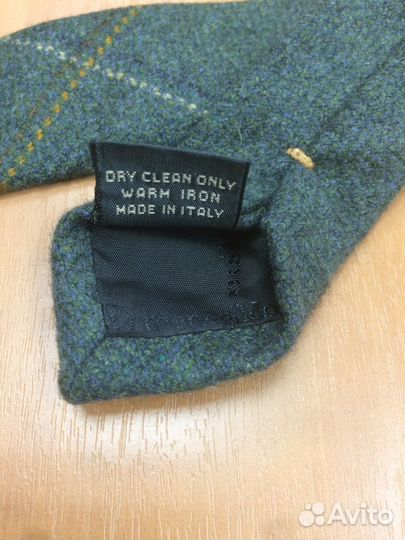 DRY CLEAN ONLY
WARM IRON
MADE IN ITALY
Avito